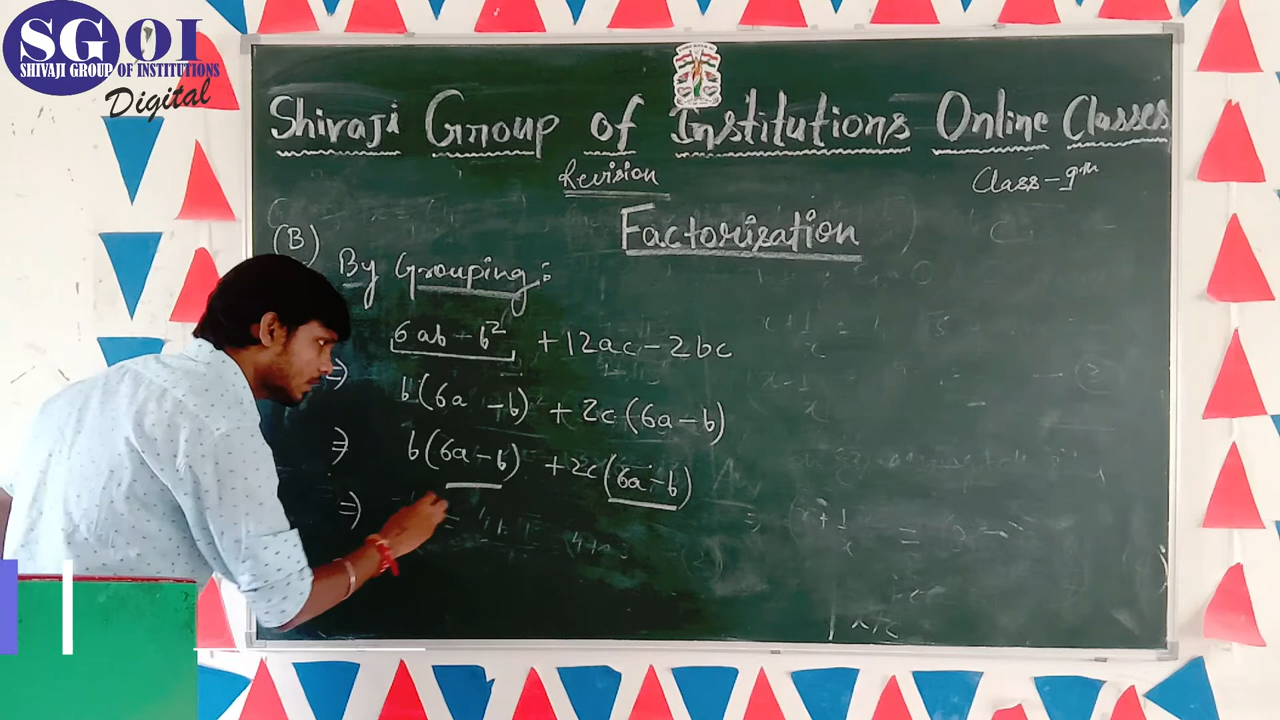 SGOI
SHIVAJI GROUP OF INSTITUTIONS
Digital
Shivaji Group of Institutions Online Classes
Revision
Class - 9th
Factorisation
(B) By Grouping:
6ab - b² + 12ac - 2bc
⇒ b(6a - b) + 2c(6a - b)
⇒ b(6a - b) + 2c(6a - b)
⇒